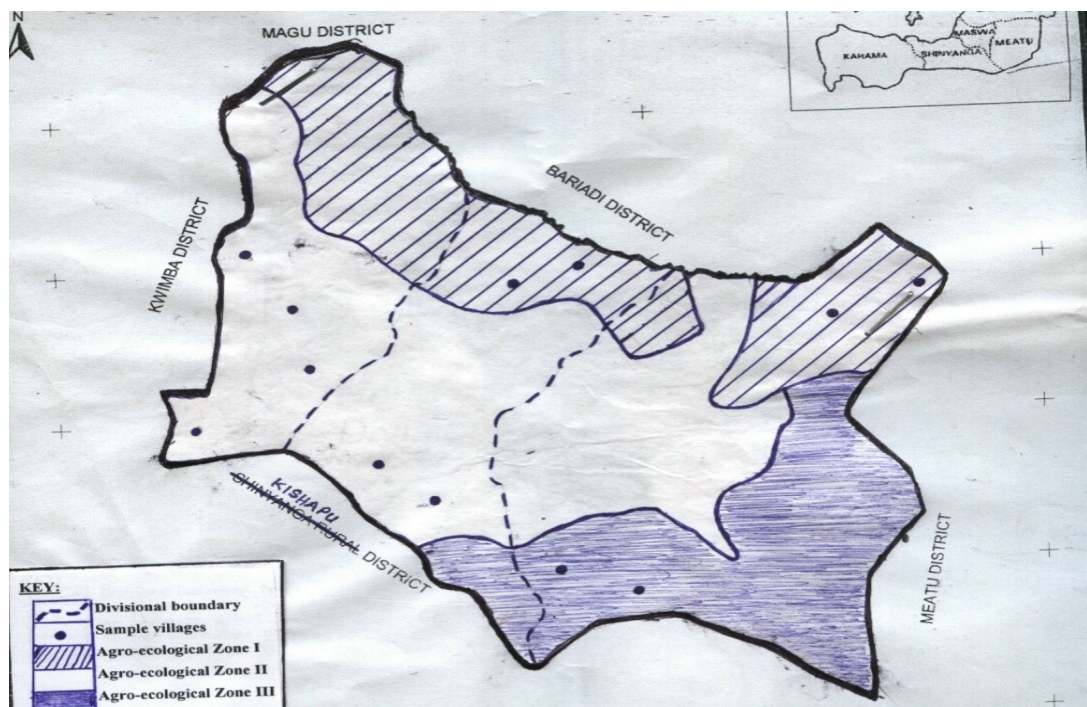 N
MAGU DISTRICT
MASWA
MEATU
KAHAMA
SHINYANGA
BARIADI DISTRICT
KWIMBA DISTRICT
KISHAPU
SHINYANGA RURAL DISTRICT
MEATU DISTRICT
KEY:
Divisional boundary
Sample villages
Agro-ecological Zone I
Agro-ecological Zone II
Agro-ecological Zone III